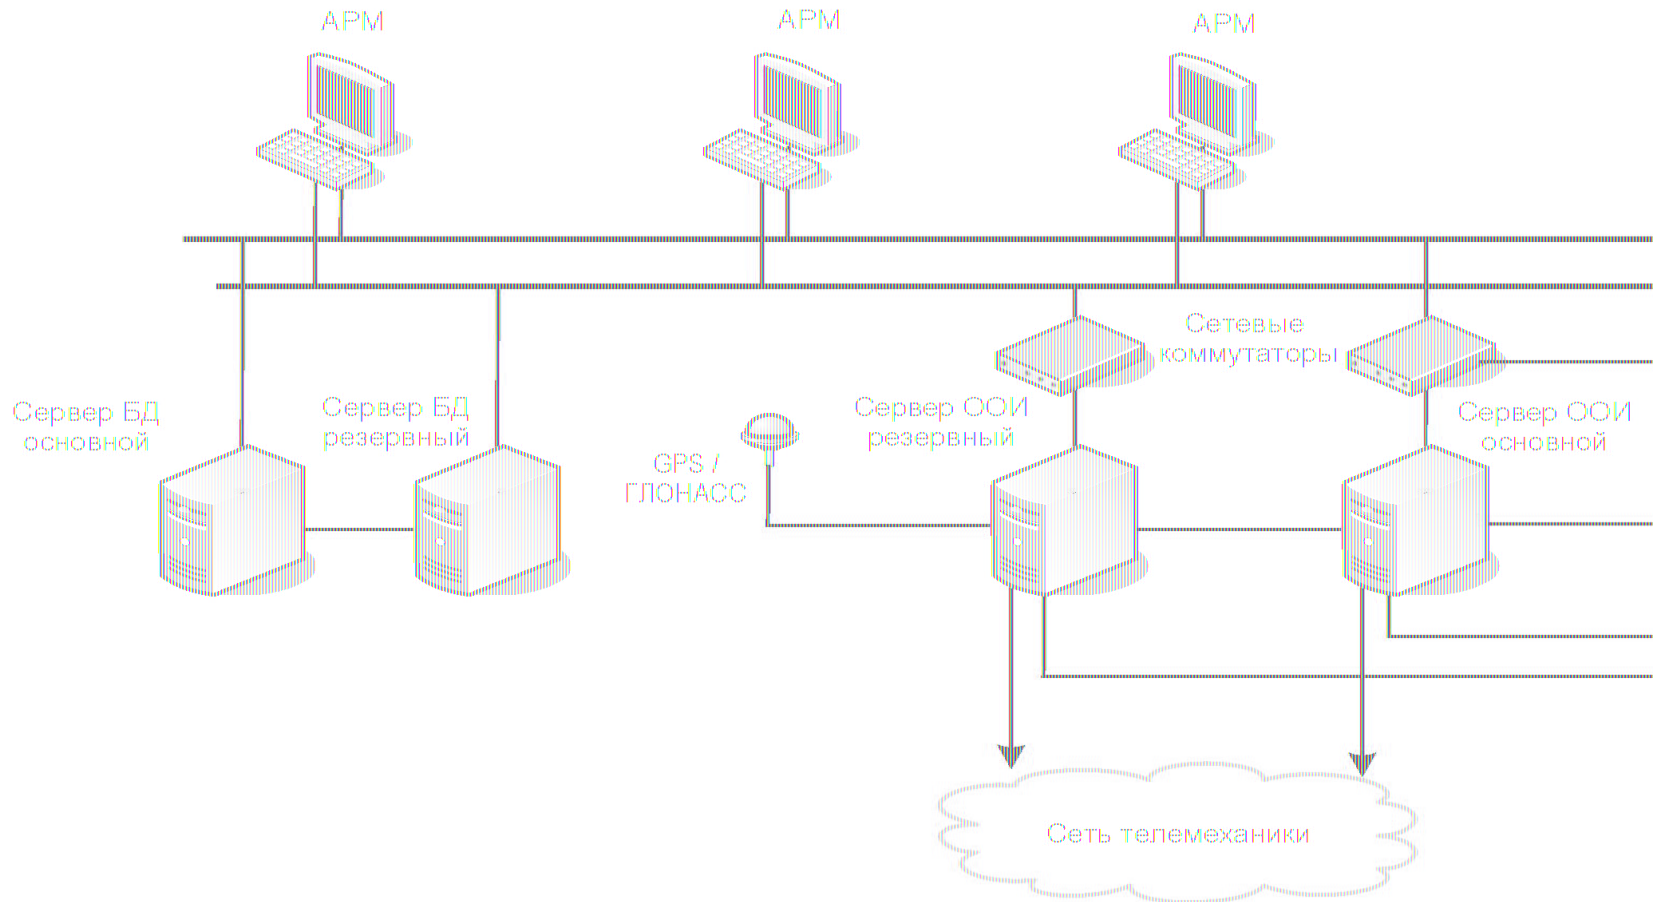 АРМ
АРМ
АРМ
Сетевые
коммутаторы
Сервер БД
основной
Сервер БД
резервный
GPS /
ГЛОНАСС
Сервер ООИ
резервный
Сервер ООИ
основной
Сеть телемеханики